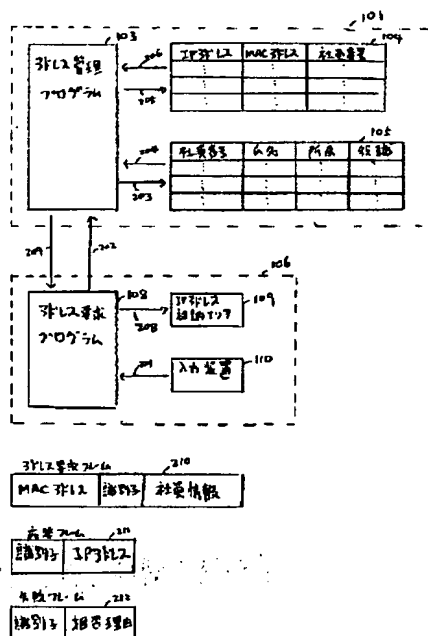 101
103
206
IPアドレス MACアドレス 社員番号 104
アドレス管理
プログラム
205
105
204
社員番号 氏名 所属 役職
203
209 202
106
108
アドレス要求
プログラム
208
IPアドレス
格納エリア
109
201
入力装置
110
アドレス要求フレーム 210
MACアドレス 識別子 社員情報
応答フレーム 211
識別子 IPアドレス
失敗フレーム 212
識別子 拒否理由